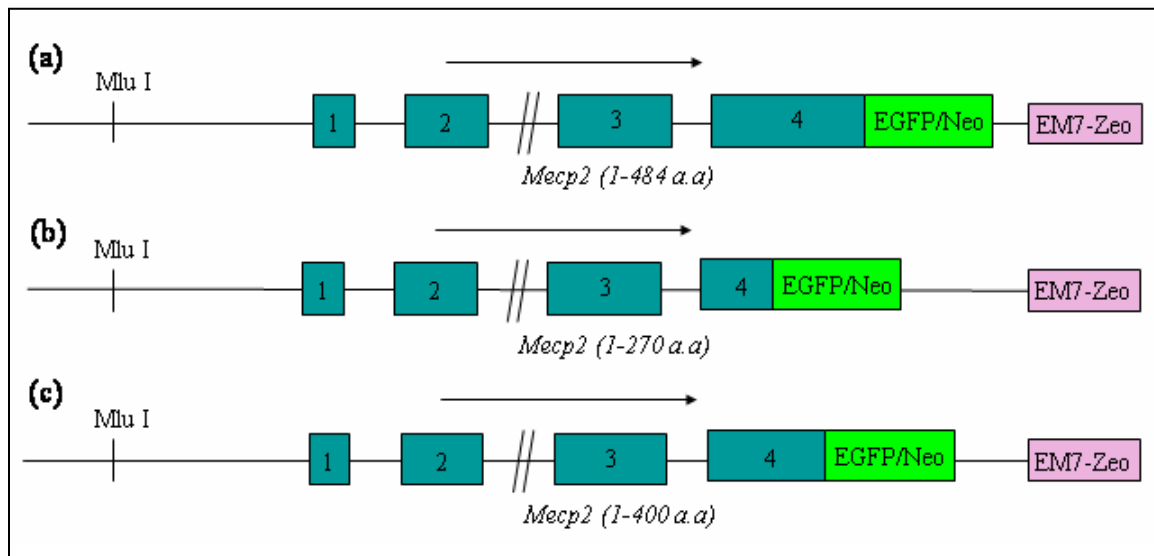 (a)
Mlu I
1 2 3 4 EGFP/Neo EM7-Zeo
Mecp2 (1-484 a.a)
(b)
Mlu I
1 2 3 4 EGFP/Neo EM7-Zeo
Mecp2 (1-270 a.a)
(c)
Mlu I
1 2 3 4 EGFP/Neo EM7-Zeo
Mecp2 (1-400 a.a)